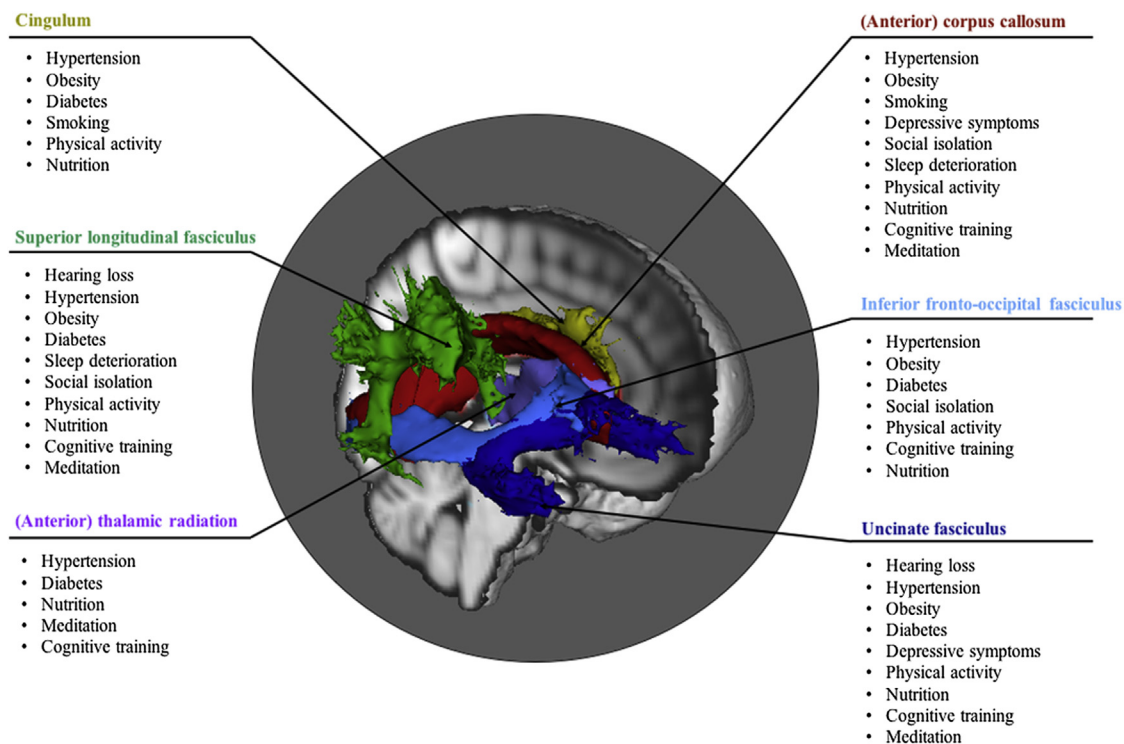 Cingulum
• Hypertension
• Obesity
• Diabetes
• Smoking
• Physical activity
• Nutrition
Superior longitudinal fasciculus
• Hearing loss
• Hypertension
• Obesity
• Diabetes
• Sleep deterioration
• Social isolation
• Physical activity
• Nutrition
• Cognitive training
• Meditation
(Anterior) thalamic radiation
• Hypertension
• Diabetes
• Nutrition
• Meditation
• Cognitive training
(Anterior) corpus callosum
• Hypertension
• Obesity
• Smoking
• Depressive symptoms
• Social isolation
• Sleep deterioration
• Physical activity
• Nutrition
• Cognitive training
• Meditation
Inferior fronto-occipital fasciculus
• Hypertension
• Obesity
• Diabetes
• Social isolation
• Physical activity
• Cognitive training
• Nutrition
Uncinate fasciculus
• Hearing loss
• Hypertension
• Obesity
• Diabetes
• Depressive symptoms
• Physical activity
• Nutrition
• Cognitive training
• Meditation